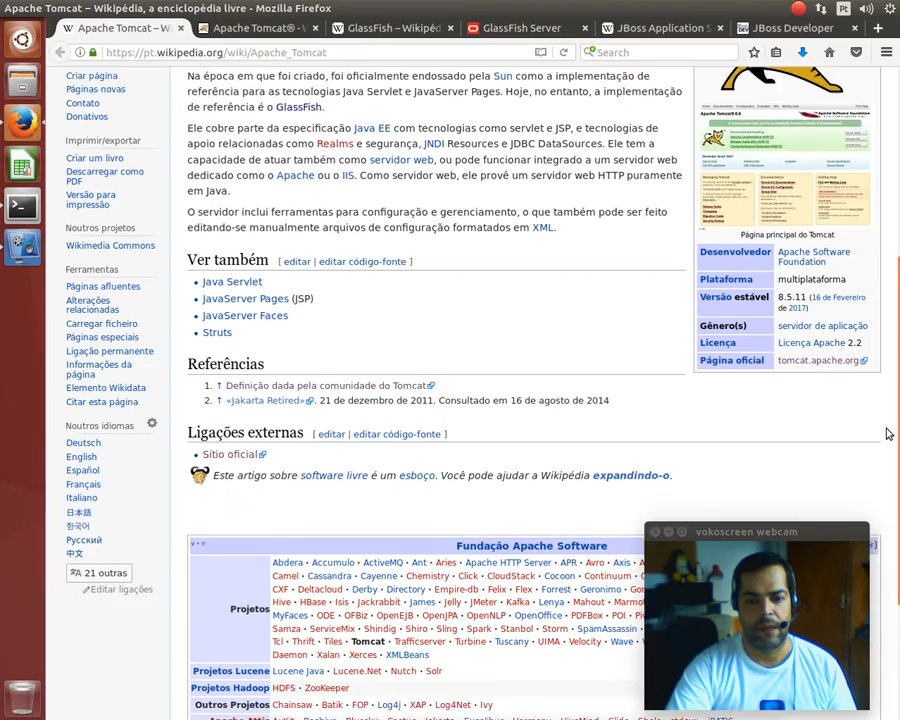 Apache Tomcat – Wikipédia, a enciclopédia livre - Mozilla Firefox
Pt
Apache Tomcat – Wi
Apache Tomcat® -
GlassFish – Wikipéd
GlassFish Server
JBoss Application S
JBoss Developer
https://pt.wikipedia.org/wiki/Apache_Tomcat
Search
Criar página
Páginas novas
Contato
Donativos
Imprimir/exportar
Criar um livro
Descarregar como
PDF
Versão para
impressão
Noutros projetos
Wikimedia Commons
Ferramentas
Páginas afluentes
Alterações
relacionadas
Carregar ficheiro
Páginas especiais
Ligação permanente
Informações da
página
Elemento Wikidata
Citar esta página
Noutros idiomas
Deutsch
English
Español
Français
Italiano
日本語
한국어
Русский
中文
21 outras
Editar ligações
Na época em que foi criado, foi oficialmente endossado pela Sun como a implementação de
referência para as tecnologias Java Servlet e JavaServer Pages. Hoje, no entanto, a implementação
de referência é o GlassFish.
Ele cobre parte da especificação Java EE com tecnologias como servlet e JSP, e tecnologias de
apoio relacionadas como Realms e segurança, JNDI Resources e JDBC DataSources. Ele tem a
capacidade de atuar também como servidor web, ou pode funcionar integrado a um servidor web
dedicado como o Apache ou o IIS. Como servidor web, ele provê um servidor web HTTP puramente
em Java.
O servidor inclui ferramentas para configuração e gerenciamento, o que também pode ser feito
editando-se manualmente arquivos de configuração formatados em XML.
Ver também [ editar | editar código-fonte ]
Java Servlet
JavaServer Pages (JSP)
JavaServer Faces
Struts
Referências
1. ↑ Definição dada pela comunidade do Tomcat
2. ↑ «Jakarta Retired». 21 de dezembro de 2011. Consultado em 16 de agosto de 2014
Ligações externas [ editar | editar código-fonte ]
Sítio oficial
Este artigo sobre software livre é um esboço. Você pode ajudar a Wikipédia expandindo-o.
Página principal do Tomcat
Desenvolvedor Apache Software
Foundation
Plataforma multiplataforma
Versão estável 8.5.11 (16 de Fevereiro
de 2017)
Gênero(s) servidor de aplicação
Licença Licença Apache 2.2
Página oficial tomcat.apache.org
v • e
Fundação Apache Software
Projetos
Abdera • Accumulo • ActiveMQ • Ant • Aries • Apache HTTP Server • APR • Avro • Axis •
Camel • Cassandra • Cayenne • Chemistry • Click • CloudStack • Cocoon • Continuum •
CXF • Deltacloud • Derby • Directory • Empire-db • Felix • Flex • Forrest • Geronimo •
Hive • HBase • Isis • Jackrabbit • James • Jelly • JMeter • Kafka • Lenya • Mahout •
MyFaces • ODE • OFBiz • OpenEJB • OpenJPA • OpenNLP • OpenOffice • PDFBox • POI •
Samza • ServiceMix • Shindig • Shiro • Sling • Spark • Stanbol • Storm • SpamAssassin •
Tcl • Thrift • Tiles • Tomcat • Trafficserver • Turbine • Tuscany • UIMA • Velocity • Wave •
Daemon • Xalan • Xerces • XMLBeans
Projetos Lucene Lucene Java • Lucene.Net • Nutch • Solr
Projetos Hadoop HDFS • ZooKeeper
Outros Projetos Chainsaw • Batik • FOP • Log4j • XAP • Log4Net • Ivy
vokoscreen webcam